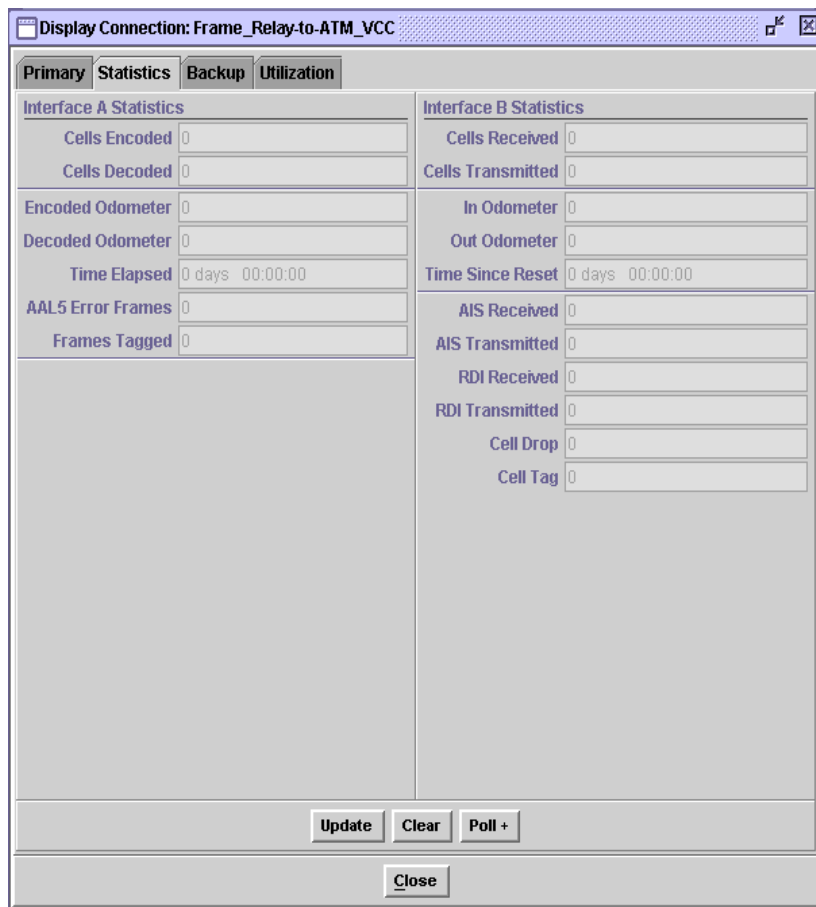 Display Connection: Frame_Relay-to-ATM_VCC
Primary Statistics Backup Utilization
Interface A Statistics
Cells Encoded 0
Cells Decoded 0
Encoded Odometer 0
Decoded Odometer 0
Time Elapsed 0 days 00:00:00
AAL5 Error Frames 0
Frames Tagged 0
Interface B Statistics
Cells Received 0
Cells Transmitted 0
In Odometer 0
Out Odometer 0
Time Since Reset 0 days 00:00:00
AIS Received 0
AIS Transmitted 0
RDI Received 0
RDI Transmitted 0
Cell Drop 0
Cell Tag 0
Update Clear Poll +
Close